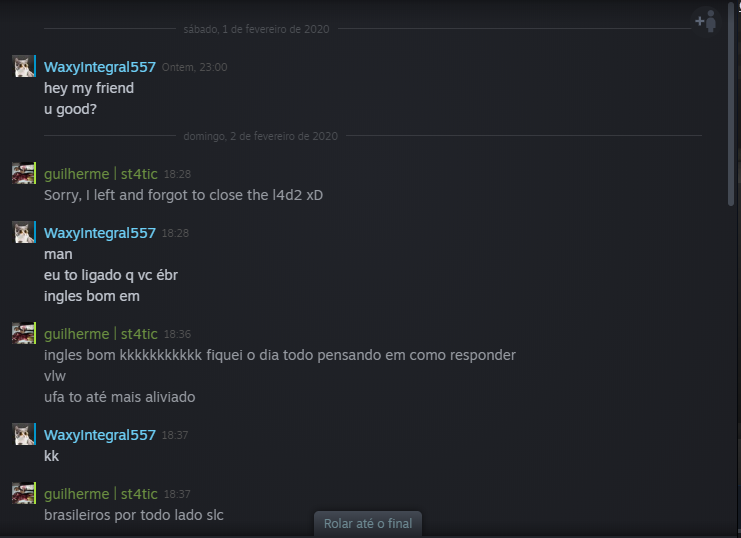 sábado, 1 de fevereiro de 2020
WaxyIntegral557 Ontem, 23:00
hey my friend
u good?
domingo, 2 de fevereiro de 2020
guilherme | st4tic 18:28
Sorry, I left and forgot to close the l4d2 xD
WaxyIntegral557 18:28
man
eu to ligado q vc ébr
ingles bom em
guilherme | st4tic 18:36
ingles bom kkkkkkkkkkk fiquei o dia todo pensando em como responder
vlw
ufa to até mais aliviado
WaxyIntegral557 18:37
kk
guilherme | st4tic 18:37
brasileiros por todo lado slc
Rolar até o final